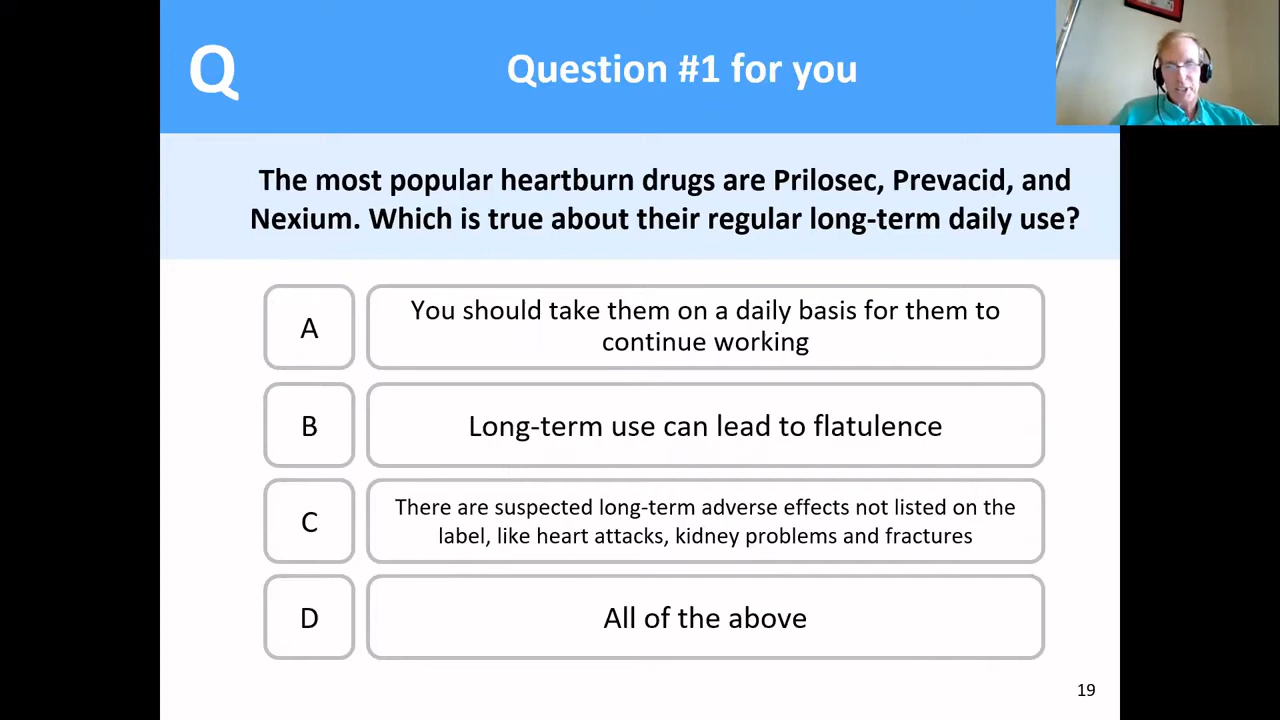 Q
Question #1 for you
The most popular heartburn drugs are Prilosec, Prevacid, and
Nexium. Which is true about their regular long-term daily use?
A
You should take them on a daily basis for them to
continue working
B
Long-term use can lead to flatulence
C
There are suspected long-term adverse effects not listed on the
label, like heart attacks, kidney problems and fractures
D
All of the above
19